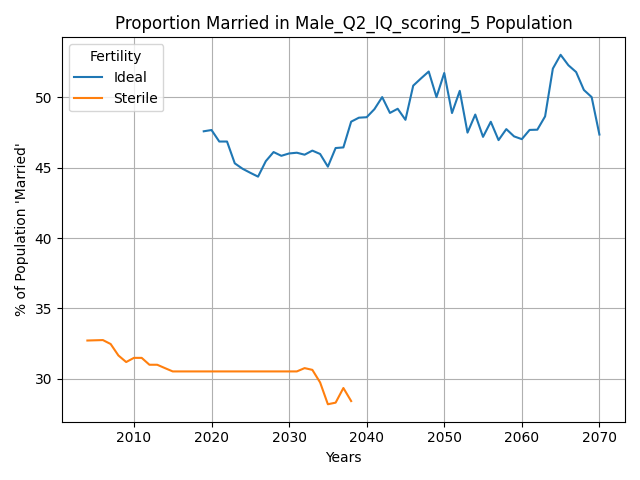 Proportion Married in Male_Q2_IQ_scoring_5 Population
Fertility
Ideal
Sterile
% of Population 'Married'
50
45
40
35
30
2010 2020 2030 2040 2050 2060 2070
Years